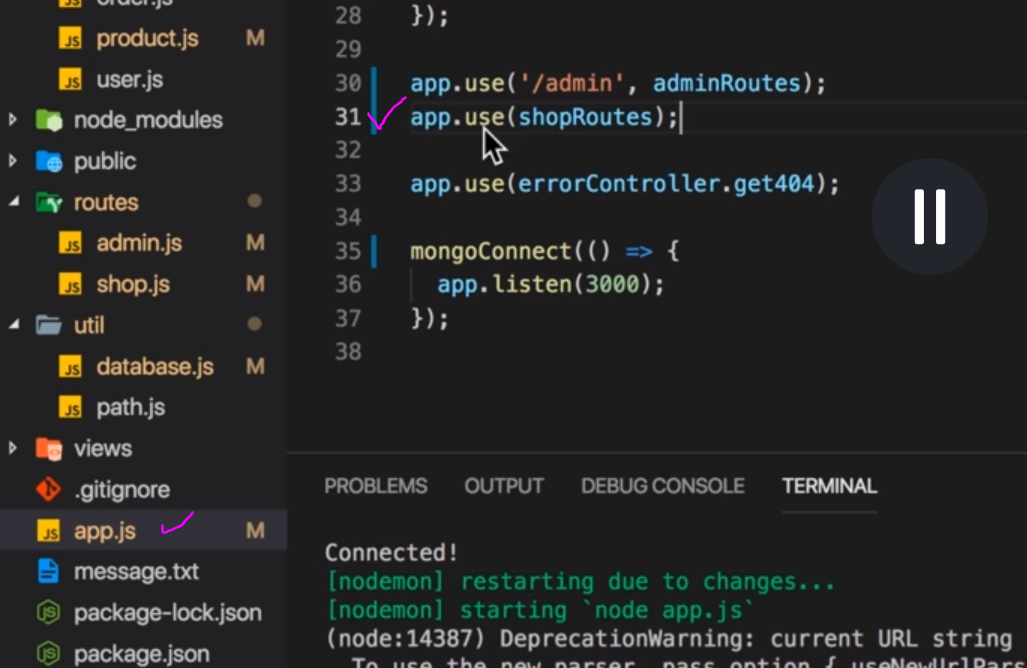 order.js
product.js M
user.js
node_modules
public
routes
admin.js M
shop.js M
util
database.js M
path.js
views
.gitignore
app.js M
message.txt
package-lock.json
package.json
28 });
29
30 app.use('/admin', adminRoutes);
31 app.use(shopRoutes);
32
33 app.use(errorController.get404);
34
35 mongoConnect(() => {
36 app.listen(3000);
37 });
38
PROBLEMS OUTPUT DEBUG CONSOLE TERMINAL
Connected!
[nodemon] restarting due to changes...
[nodemon] starting `node app.js`
(node:14387) DeprecationWarning: current URL string
To use the new parser, pass option { useNewUrlPar